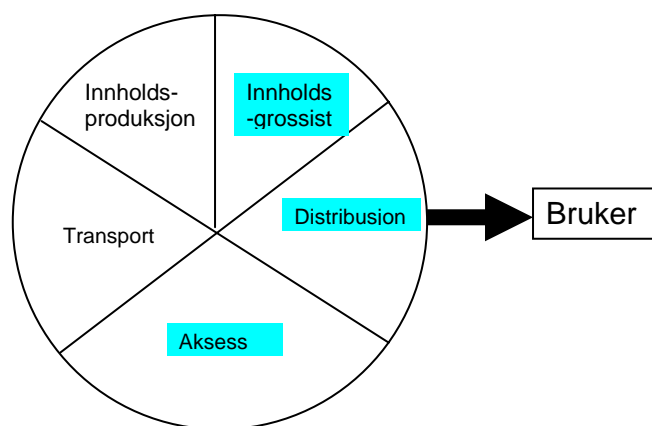 Innholds-
produksjon
Innholds
-grossist
Distribusjon
Bruker
Transport
Aksess